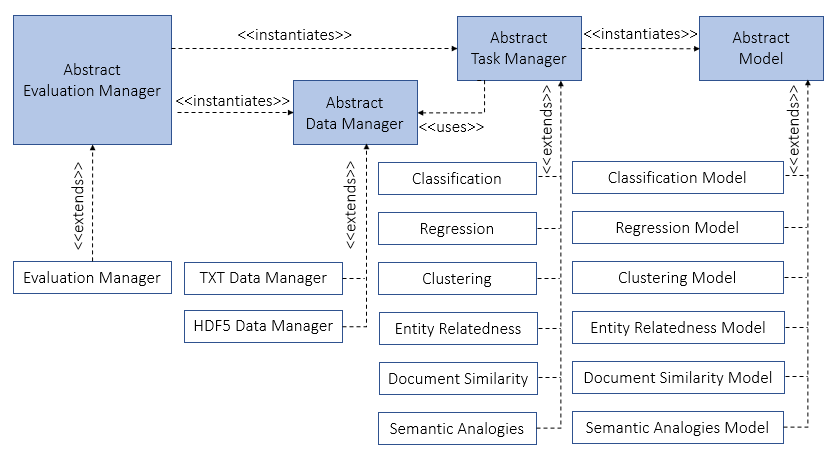 <<instantiates>>
<<instantiates>>
Abstract
Evaluation Manager
Abstract
Task Manager
Abstract
Model
<<instantiates>>
Abstract
Data Manager
<<uses>>
<<extends>>
<<extends>>
<<extends>>
<<extends>>
Classification
Classification Model
Regression
Regression Model
Evaluation Manager
TXT Data Manager
Clustering
Clustering Model
HDF5 Data Manager
Entity Relatedness
Entity Relatedness Model
Document Similarity
Document Similarity Model
Semantic Analogies
Semantic Analogies Model